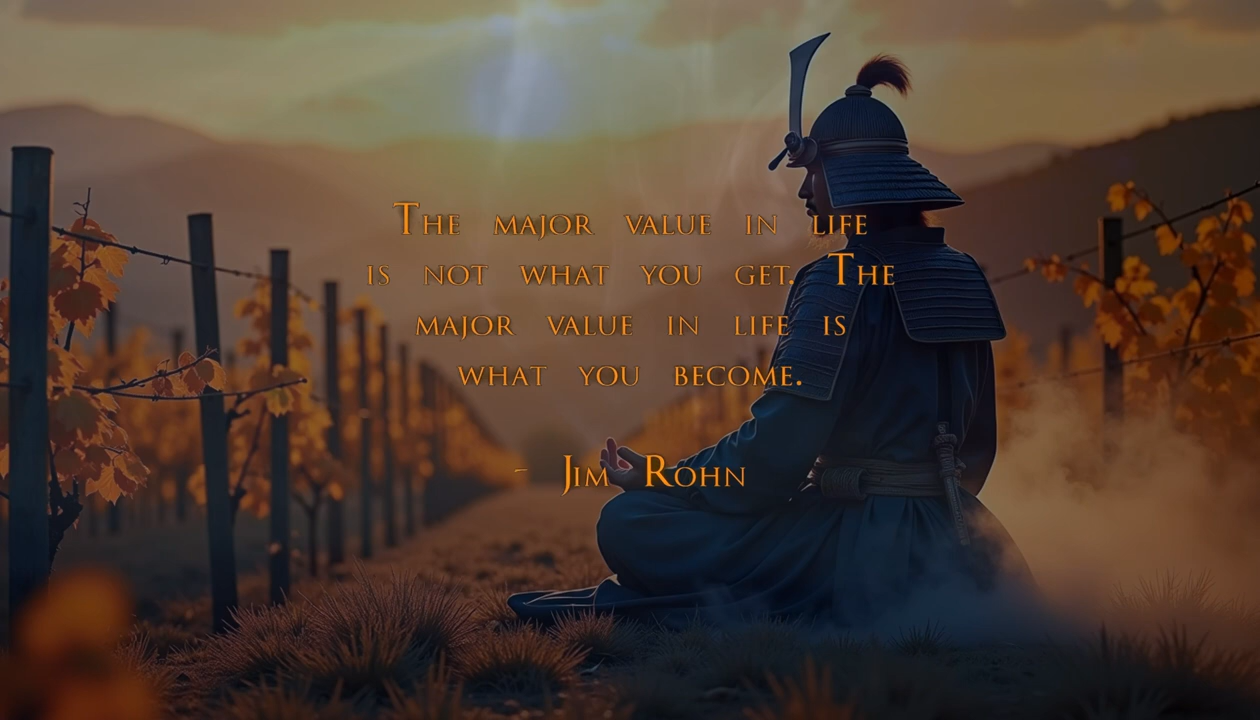 The major value in life
is not what you get. The
major value in life is
what you become.
- Jim Rohn